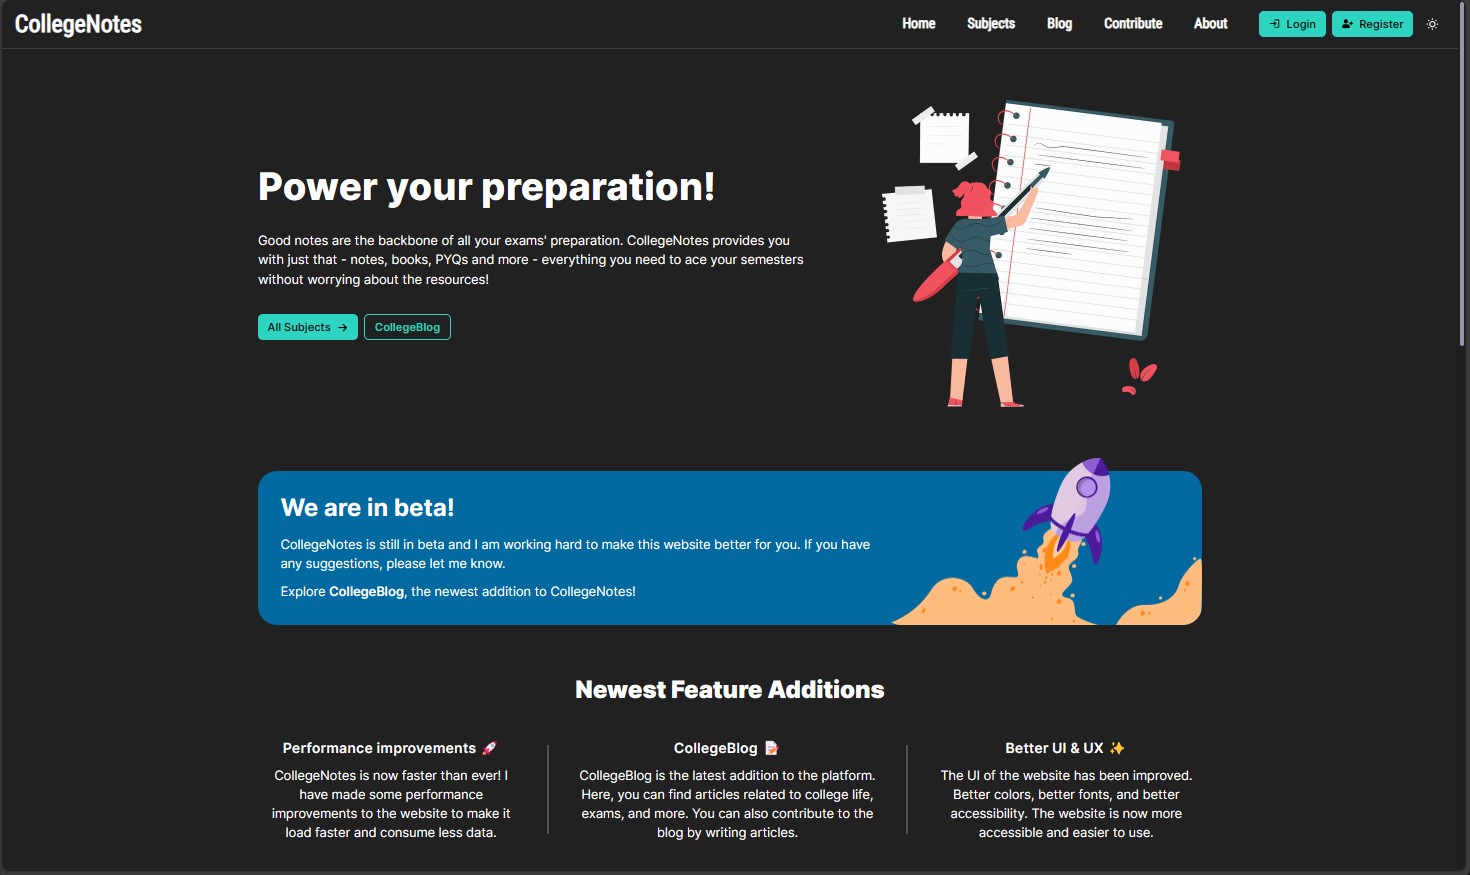 CollegeNotes
Home
Subjects
Blog
Contribute
About
Login
Register
Power your preparation!
Good notes are the backbone of all your exams' preparation. CollegeNotes provides you
with just that - notes, books, PYQs and more - everything you need to ace your semesters
without worrying about the resources!
All Subjects →
CollegeBlog
We are in beta!
CollegeNotes is still in beta and I am working hard to make this website better for you. If you have
any suggestions, please let me know.
Explore CollegeBlog, the newest addition to CollegeNotes!
Newest Feature Additions
Performance improvements 🚀
CollegeNotes is now faster than ever! I
have made some performance
improvements to the website to make it
load faster and consume less data.
CollegeBlog 📝
CollegeBlog is the latest addition to the platform.
Here, you can find articles related to college life,
exams, and more. You can also contribute to the
blog by writing articles.
Better UI & UX ✨
The UI of the website has been improved.
Better colors, better fonts, and better
accessibility. The website is now more
accessible and easier to use.